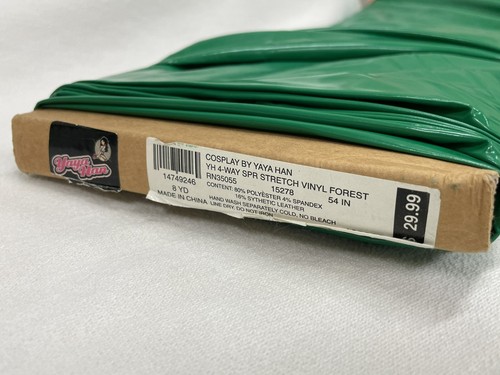 Yaya
Han
COSPLAY BY YAYA HAN
YH 4-WAY SPR STRETCH VINYL FOREST
14749246 RN35055 15278 54 IN
8 YD CONTENT: 80% POLYESTER 4% SPANDEX
16% SYTHETIC LEATHER
MADE IN CHINA HAND WASH SEPARATELY COLD, NO BLEACH
LINE DRY, DO NOT IRON
$ 29.99